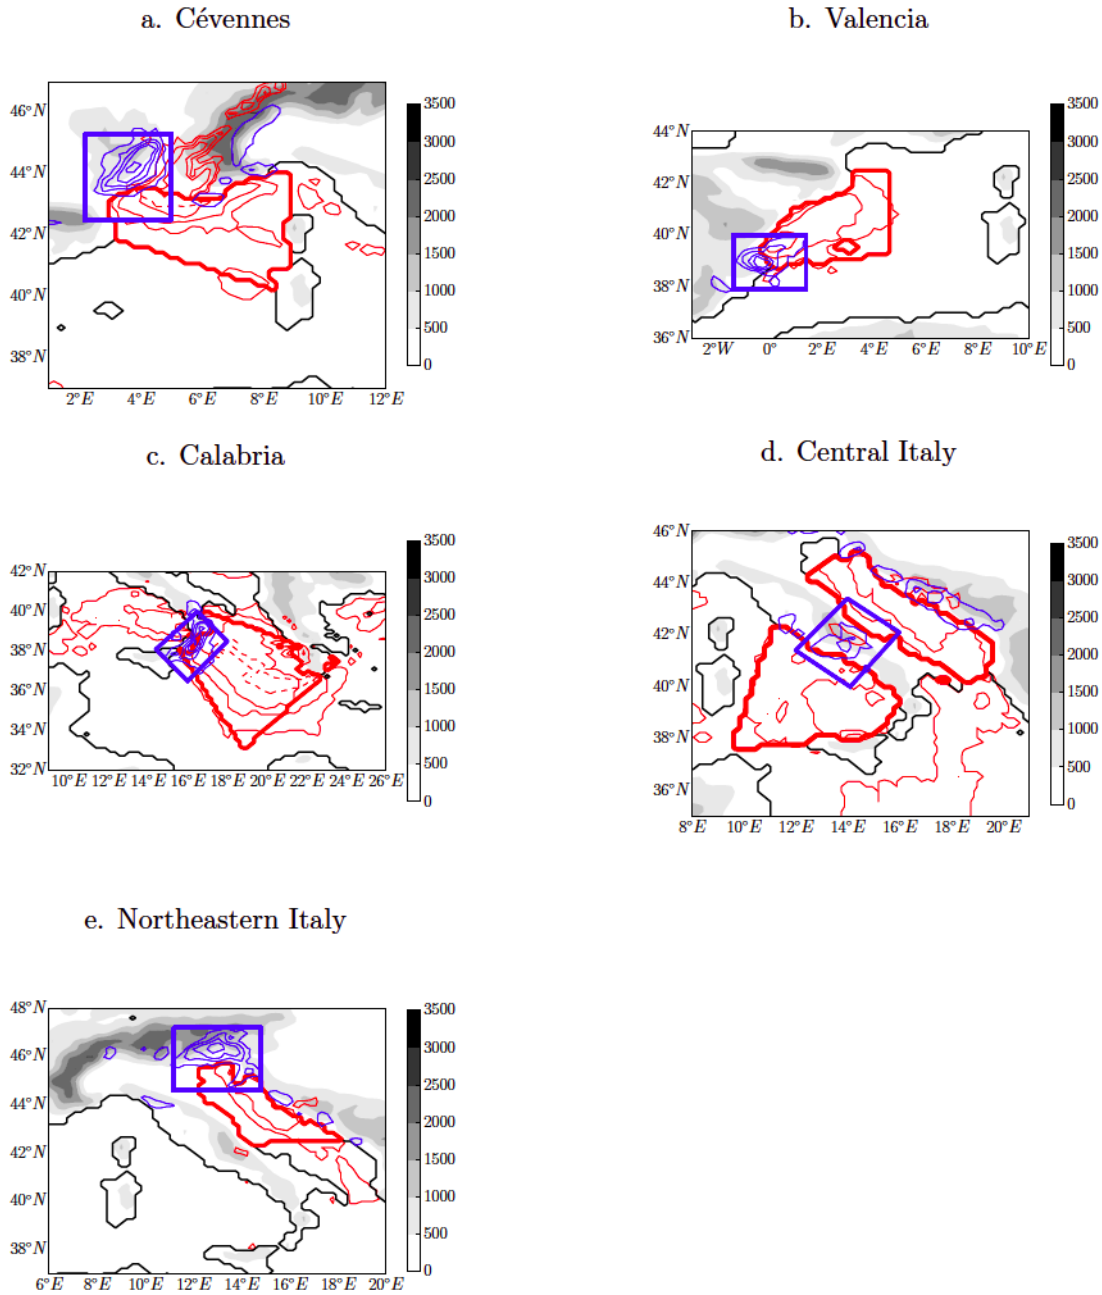 a. Cévennes
b. Valencia
46°N
44°N
42°N
40°N
38°N
2°E 4°E 6°E 8°E 10°E 12°E
3500
3000
2500
2000
1500
1000
500
0
44°N
42°N
40°N
38°N
36°N
2°W 0° 2°E 4°E 6°E 8°E 10°E
3500
3000
2500
2000
1500
1000
500
0
c. Calabria
d. Central Italy
42°N
40°N
38°N
36°N
34°N
32°N
10°E 12°E 14°E 16°E 18°E 20°E 22°E 24°E 26°E
3500
3000
2500
2000
1500
1000
500
0
46°N
44°N
42°N
40°N
38°N
36°N
8°E 10°E 12°E 14°E 16°E 18°E 20°E
3500
3000
2500
2000
1500
1000
500
0
e. Northeastern Italy
48°N
46°N
44°N
42°N
40°N
38°N
6°E 8°E 10°E 12°E 14°E 16°E 18°E 20°E
3500
3000
2500
2000
1500
1000
500
0